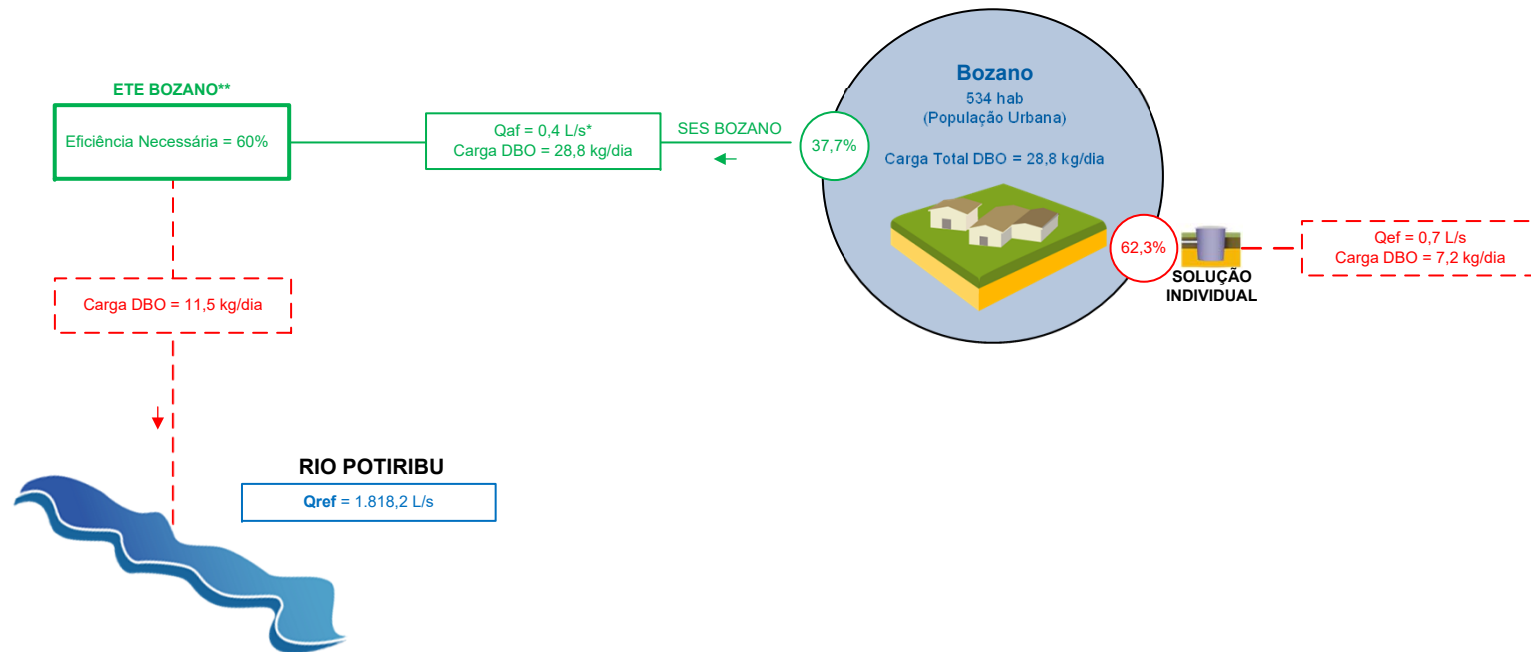 ETE BOZANO**
Eficiência Necessária = 60%
Qaf = 0,4 L/s*
Carga DBO = 28,8 kg/dia
SES BOZANO
37,7%
Bozano
534 hab
(População Urbana)
Carga Total DBO = 28,8 kg/dia
62,3%
SOLUÇÃO
INDIVIDUAL
Qef = 0,7 L/s
Carga DBO = 7,2 kg/dia
Carga DBO = 11,5 kg/dia
RIO POTIRIBU
Qref = 1.818,2 L/s